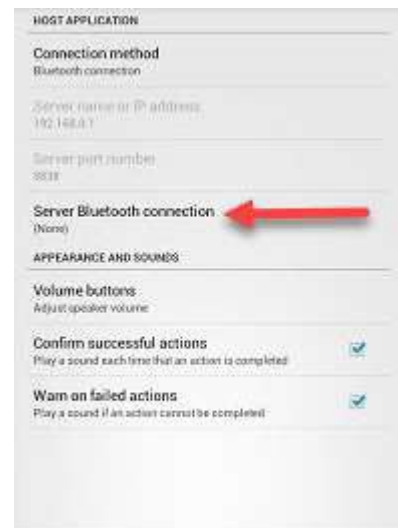 HOST APPLICATION
Connection method
Bluetooth connection
Server name or IP address
192.168.0.1
Server port number
8838
Server Bluetooth connection
(None)
APPEARANCE AND SOUNDS
Volume buttons
Adjust speaker volume
Confirm successful actions
Play a sound each time that an action is completed
Warn on failed actions
Play a sound if an action cannot be completed